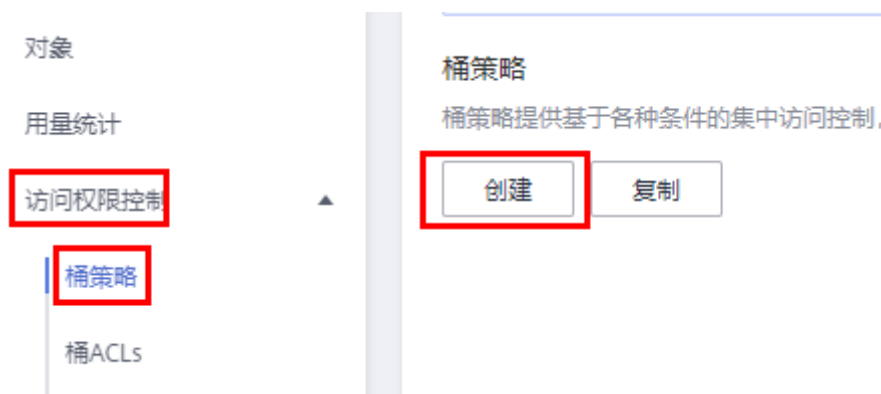 对象
用量统计
访问权限控制
桶策略
桶ACLs
桶策略
桶策略提供基于各种条件的集中访问控制，
创建
复制